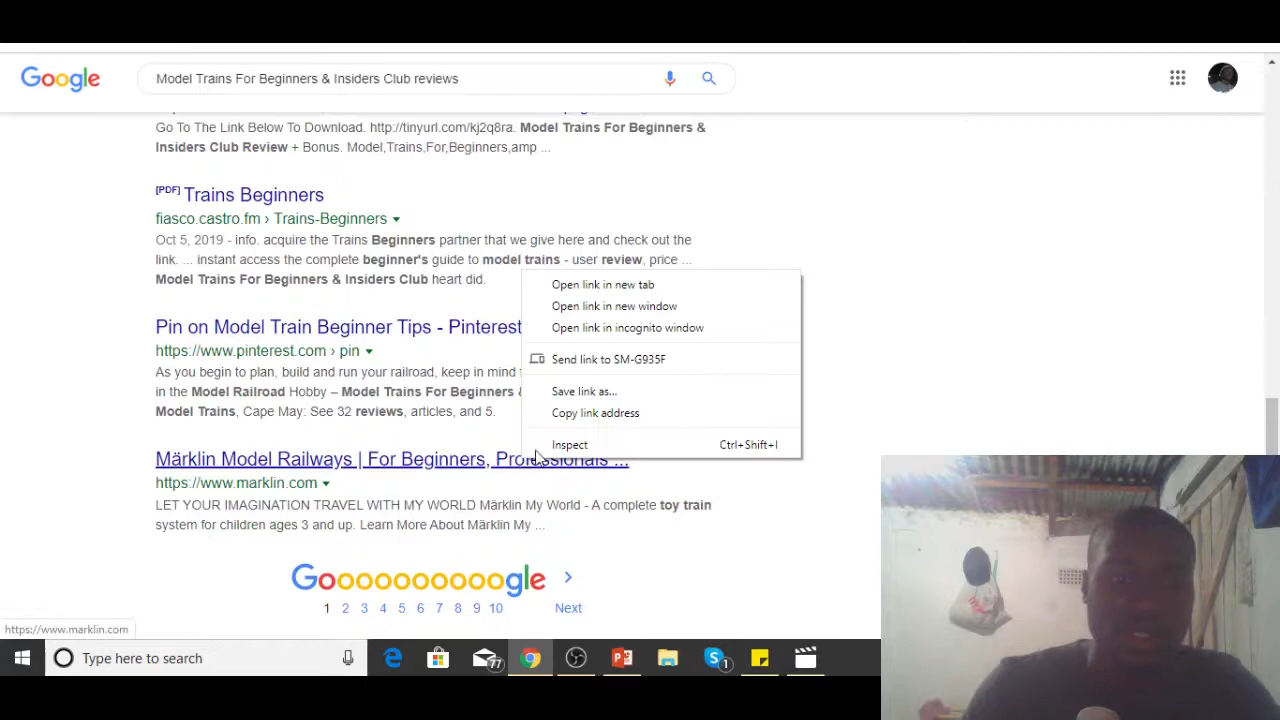 Google
Model Trains For Beginners & Insiders Club reviews
Go To The Link Below To Download. http://tinyurl.com/kj2q8ra. Model Trains For Beginners &
Insiders Club Review + Bonus. Model,Trains,For,Beginners,amp ...
[PDF] Trains Beginners
fiasco.castro.fm › Trains-Beginners
Oct 5, 2019 - info. acquire the Trains Beginners partner that we give here and check out the
link. ... instant access the complete beginner's guide to model trains - user review, price ...
Model Trains For Beginners & Insiders Club heart did.
Pin on Model Train Beginner Tips - Pinterest
https://www.pinterest.com › pin
As you begin to plan, build and run your railroad, keep in mind
in the Model Railroad Hobby – Model Trains For Beginners &
Model Trains, Cape May: See 32 reviews, articles, and 5.
Open link in new tab
Open link in new window
Open link in incognito window
Send link to SM-G935F
Save link as...
Copy link address
Inspect Ctrl+Shift+I
Märklin Model Railways | For Beginners, Professionals ...
https://www.marklin.com
LET YOUR IMAGINATION TRAVEL WITH MY WORLD Märklin My World - A complete toy train
system for children ages 3 and up. Learn More About Märklin My ...
Goooooooooogle
1 2 3 4 5 6 7 8 9 10 Next
https://www.marklin.com
Type here to search
77
1